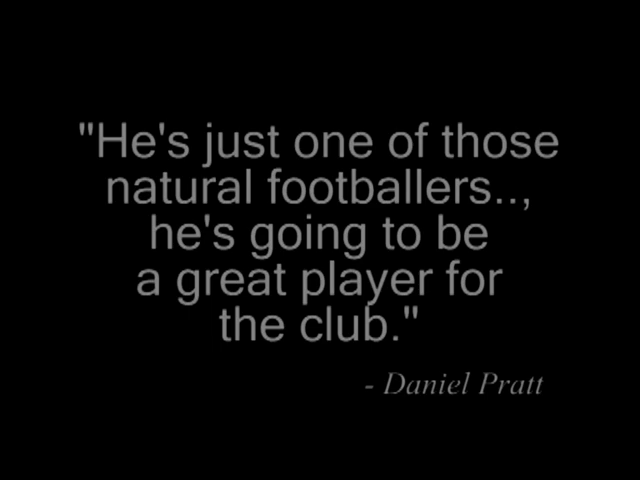 "He's just one of those
natural footballers..,
he's going to be
a great player for
the club."
- Daniel Pratt